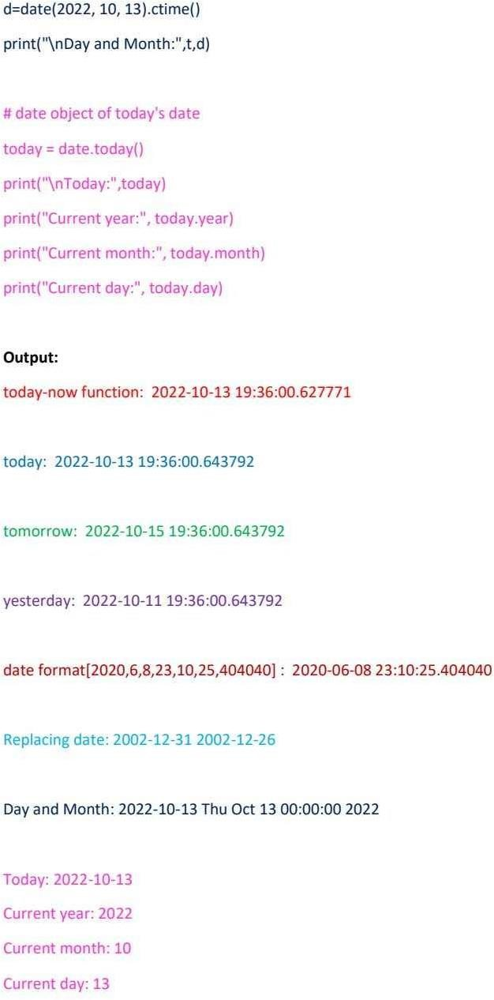 d=date(2022, 10, 13).ctime()
print("\nDay and Month:",t,d)
# date object of today's date
today = date.today()
print("\nToday:",today)
print("Current year:", today.year)
print("Current month:", today.month)
print("Current day:", today.day)
Output:
today-now function:  2022-10-13 19:36:00.627771
today:  2022-10-13 19:36:00.643792
tomorrow:  2022-10-15 19:36:00.643792
yesterday:  2022-10-11 19:36:00.643792
date format[2020,6,8,23,10,25,404040] :  2020-06-08 23:10:25.404040
Replacing date: 2002-12-31 2002-12-26
Day and Month: 2022-10-13 Thu Oct 13 00:00:00 2022
Today: 2022-10-13
Current year: 2022
Current month: 10
Current day: 13